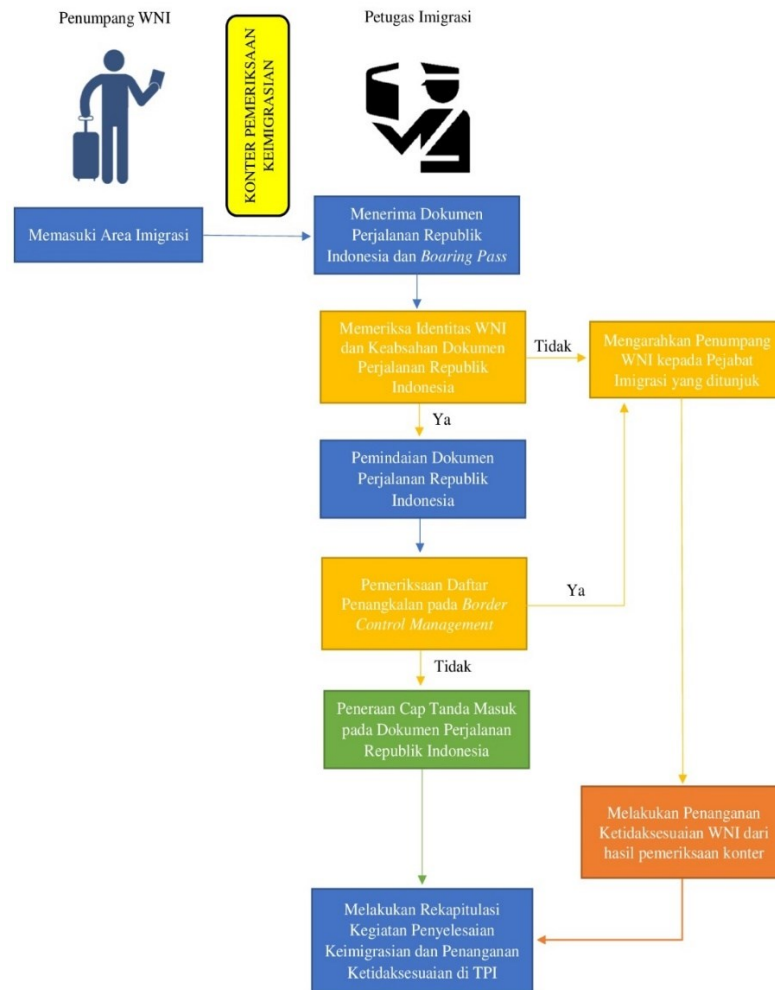 Penumpang WNI
Petugas Imigrasi
KONTER PEMERIKSAAN
KEIMIGRASIAN
Memasuki Area Imigrasi
Menerima Dokumen
Perjalanan Republik
Indonesia dan Boaring Pass
Memeriksa Identitas WNI
dan Keabsahan Dokumen
Perjalanan Republik
Indonesia
Tidak
Mengarahkan Penumpang
WNI kepada Pejabat
Imigrasi yang ditunjuk
Ya
Pemindaian Dokumen
Perjalanan Republik
Indonesia
Pemeriksaan Daftar
Penangkalan pada Border
Control Management
Ya
Tidak
Peneraan Cap Tanda Masuk
pada Dokumen Perjalanan
Republik Indonesia
Melakukan Penanganan
Ketidaksesuaian WNI dari
hasil pemeriksaan konter
Melakukan Rekapitulasi
Kegiatan Penyelesaian
Keimigrasian dan Penanganan
Ketidaksesuaian di TPI